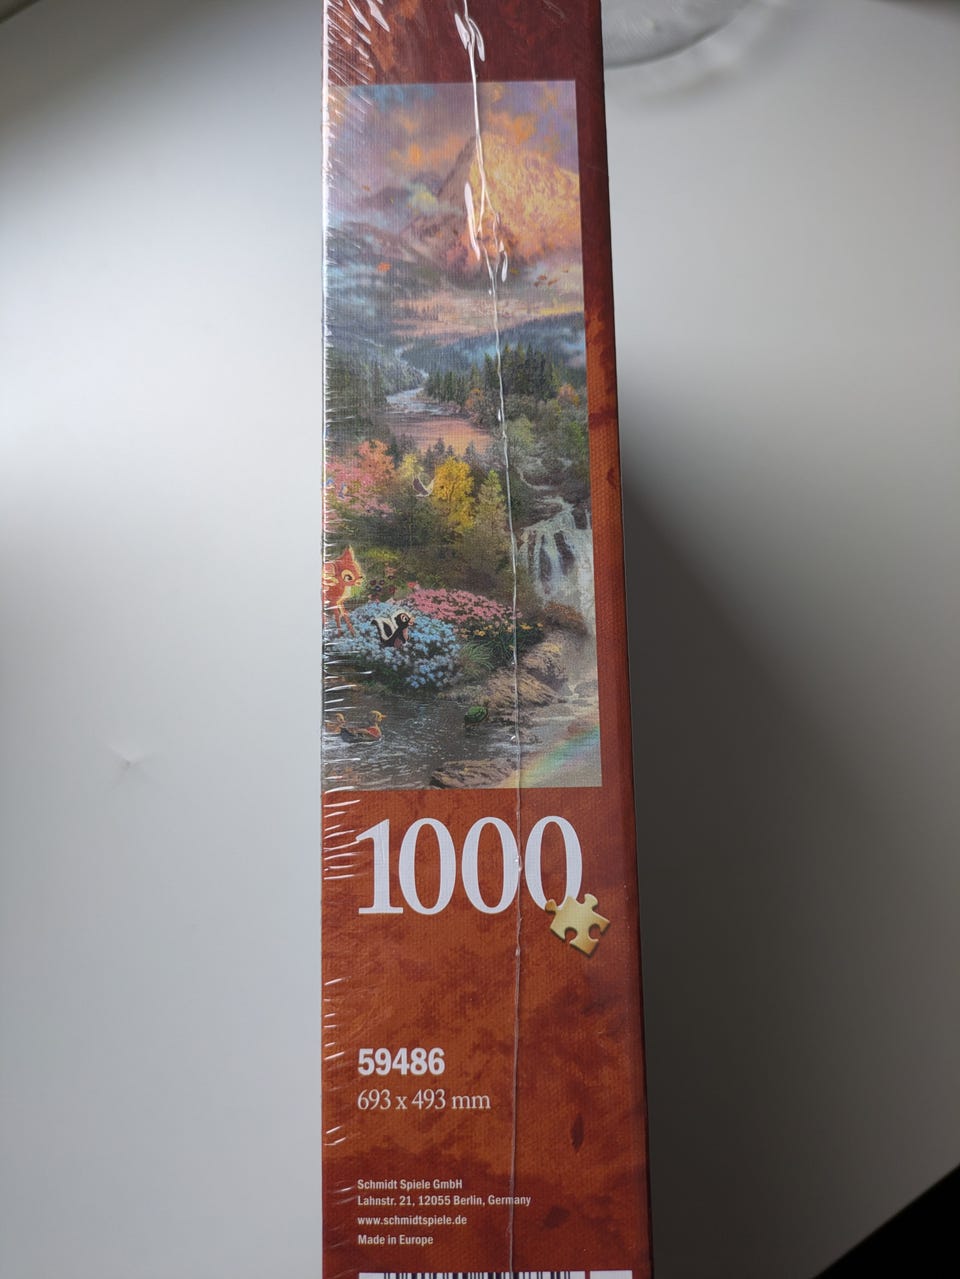 1000
59486
693 x 493 mm
Schmidt Spiele GmbH
Lahnstr. 21, 12055 Berlin, Germany
www.schmidtspiele.de
Made in Europe